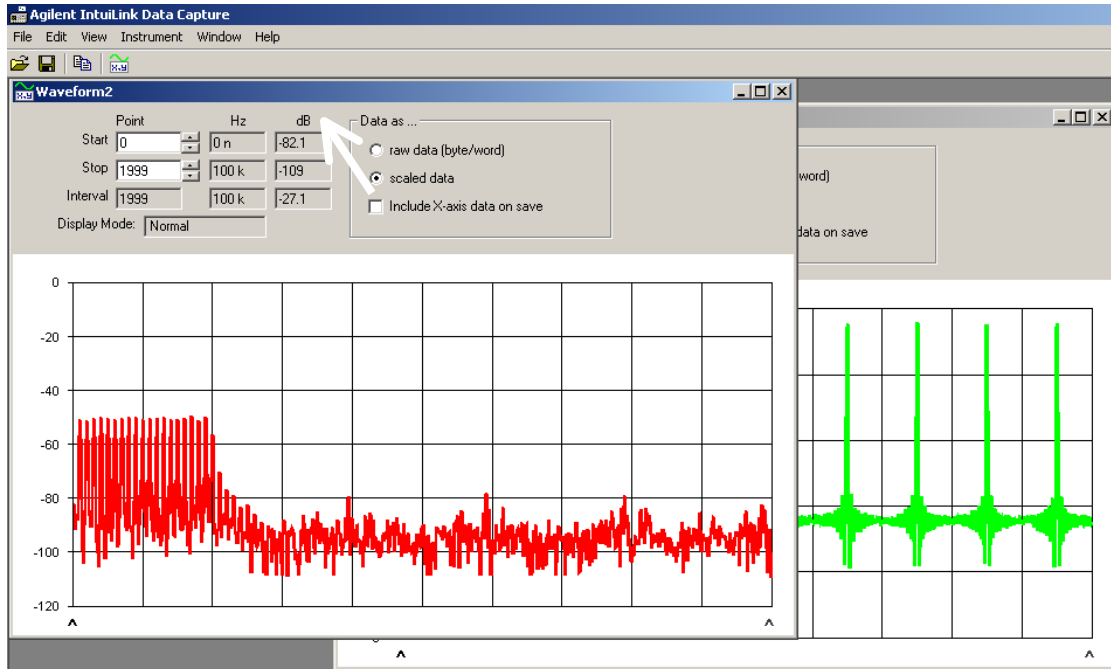 Agilent IntuiLink Data Capture
File Edit View Instrument Window Help
x,y
x,y Waveform2
Point Hz dB
Start 0 0 n -82.1
Stop 1999 100 k -109
Interval 1999 100 k -27.1
Display Mode: Normal
Data as ...
raw data (byte/word)
scaled data
Include X-axis data on save
word)
data on save
0
-20
-40
-60
-80
-100
-120
^ ^
^ ^